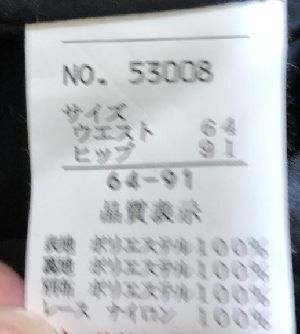 NO. 53008
サイズ
ウエスト 64
ヒップ 91
64-91
品質表示
表地 ポリエステル100%
裏地 ポリエステル100%
別布 ポリエステル100%
レース ナイロン 100%